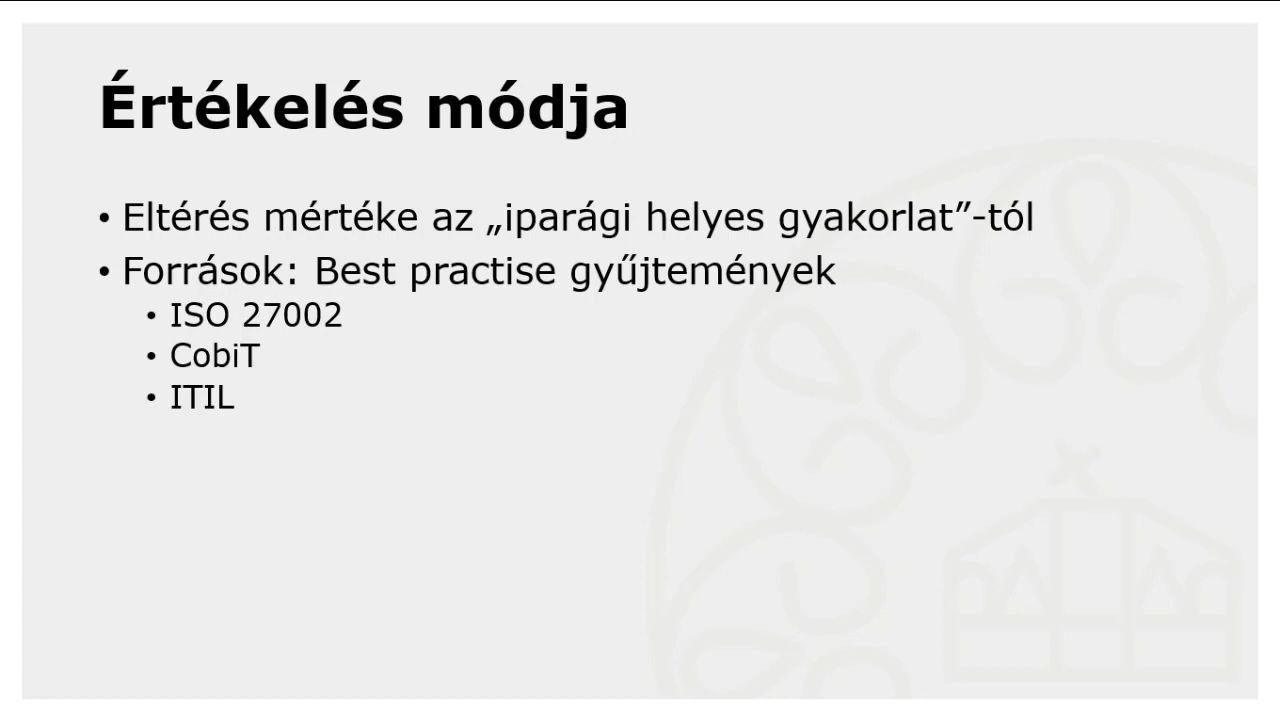 Értékelés módja
• Eltérés mértéke az „iparági helyes gyakorlat”-tól
• Források: Best practise gyűjtemények
• ISO 27002
• CobiT
• ITIL